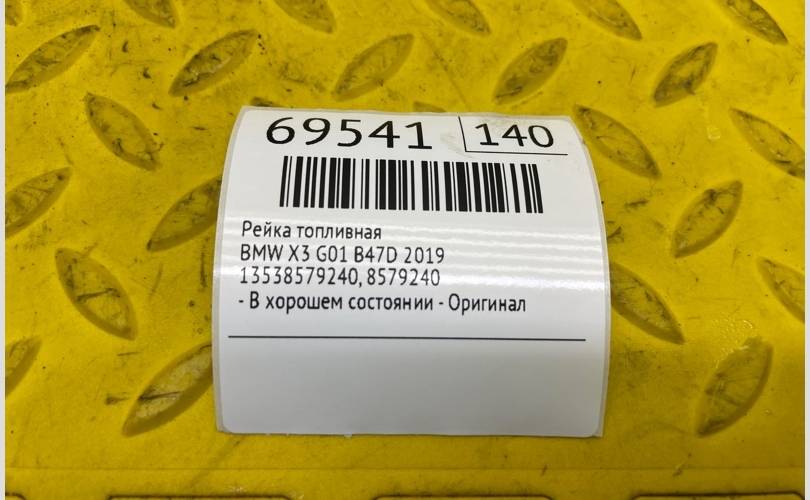 69541 140
Рейка топливная
BMW X3 G01 B47D 2019
13538579240, 8579240
- В хорошем состоянии - Оригинал